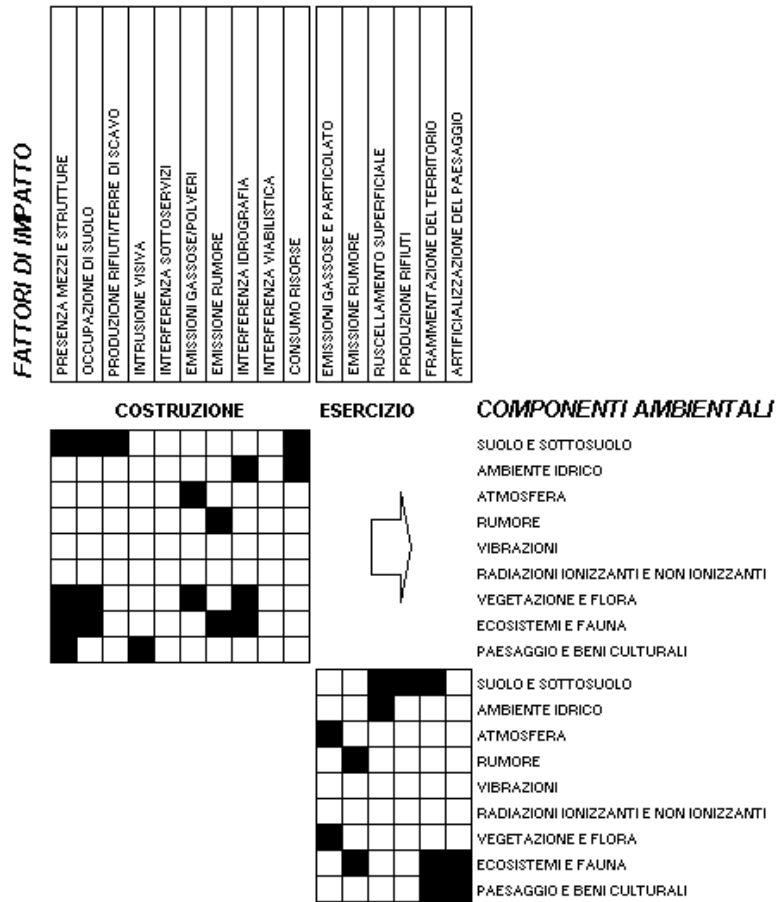 FATTORI DI IMPATTO
PRESENZA MEZZI E STRUTTURE
OCCUPAZIONE DI SUOLO
PRODUZIONE RIFIUTI/TERRE DI SCAVO
INTRUSIONE VISIVA
INTERFERENZA SOTTOSERVIZI
EMISSIONI GASSOSE/POLVERI
EMISSIONE RUMORE
INTERFERENZA IDROGRAFIA
INTERFERENZA VIABILISTICA
CONSUMO RISORSE
EMISSIONI GASSOSE E PARTICOLATO
EMISSIONE RUMORE
RUSCELLAMENTO SUPERFICIALE
PRODUZIONE RIFIUTI
FRAMMENTAZIONE DEL TERRITORIO
ARTIFICIALIZZAZIONE DEL PAESAGGIO
COSTRUZIONE
ESERCIZIO
COMPONENTI AMBIENTALI
SUOLO E SOTTOSUOLO
AMBIENTE IDRICO
ATMOSFERA
RUMORE
VIBRAZIONI
RADIAZIONI IONIZZANTI E NON IONIZZANTI
VEGETAZIONE E FLORA
ECOSISTEMI E FAUNA
PAESAGGIO E BENI CULTURALI
SUOLO E SOTTOSUOLO
AMBIENTE IDRICO
ATMOSFERA
RUMORE
VIBRAZIONI
RADIAZIONI IONIZZANTI E NON IONIZZANTI
VEGETAZIONE E FLORA
ECOSISTEMI E FAUNA
PAESAGGIO E BENI CULTURALI